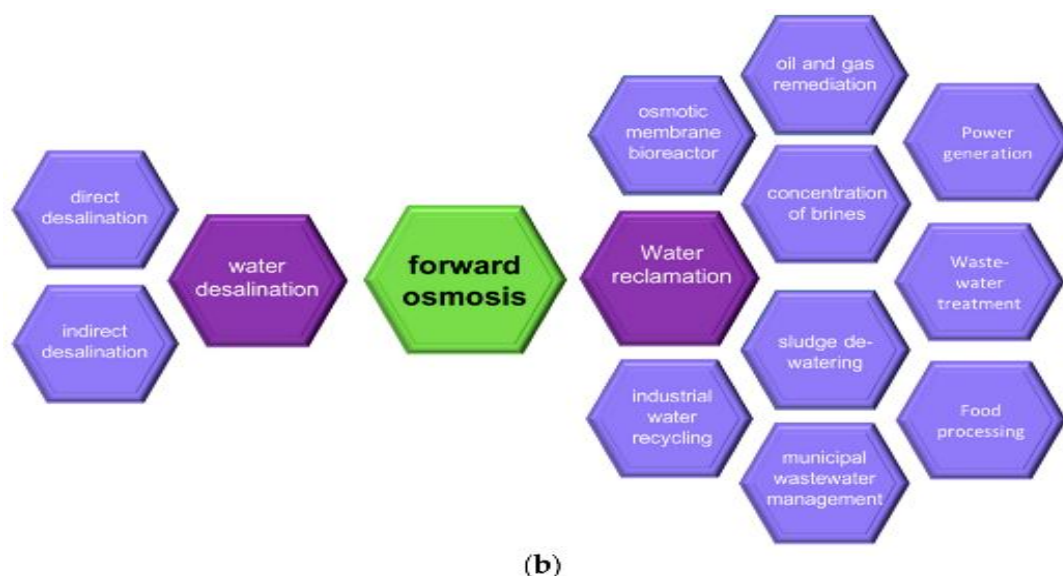 direct
desalination
indirect
desalination
water
desalination
forward
osmosis
Water
reclamation
osmotic
membrane
bioreactor
industrial
water
recycling
oil and gas
remediation
concentration
of brines
sludge de-
watering
municipal
wastewater
management
Power
generation
Waste-
water
treatment
Food
processing
(b)